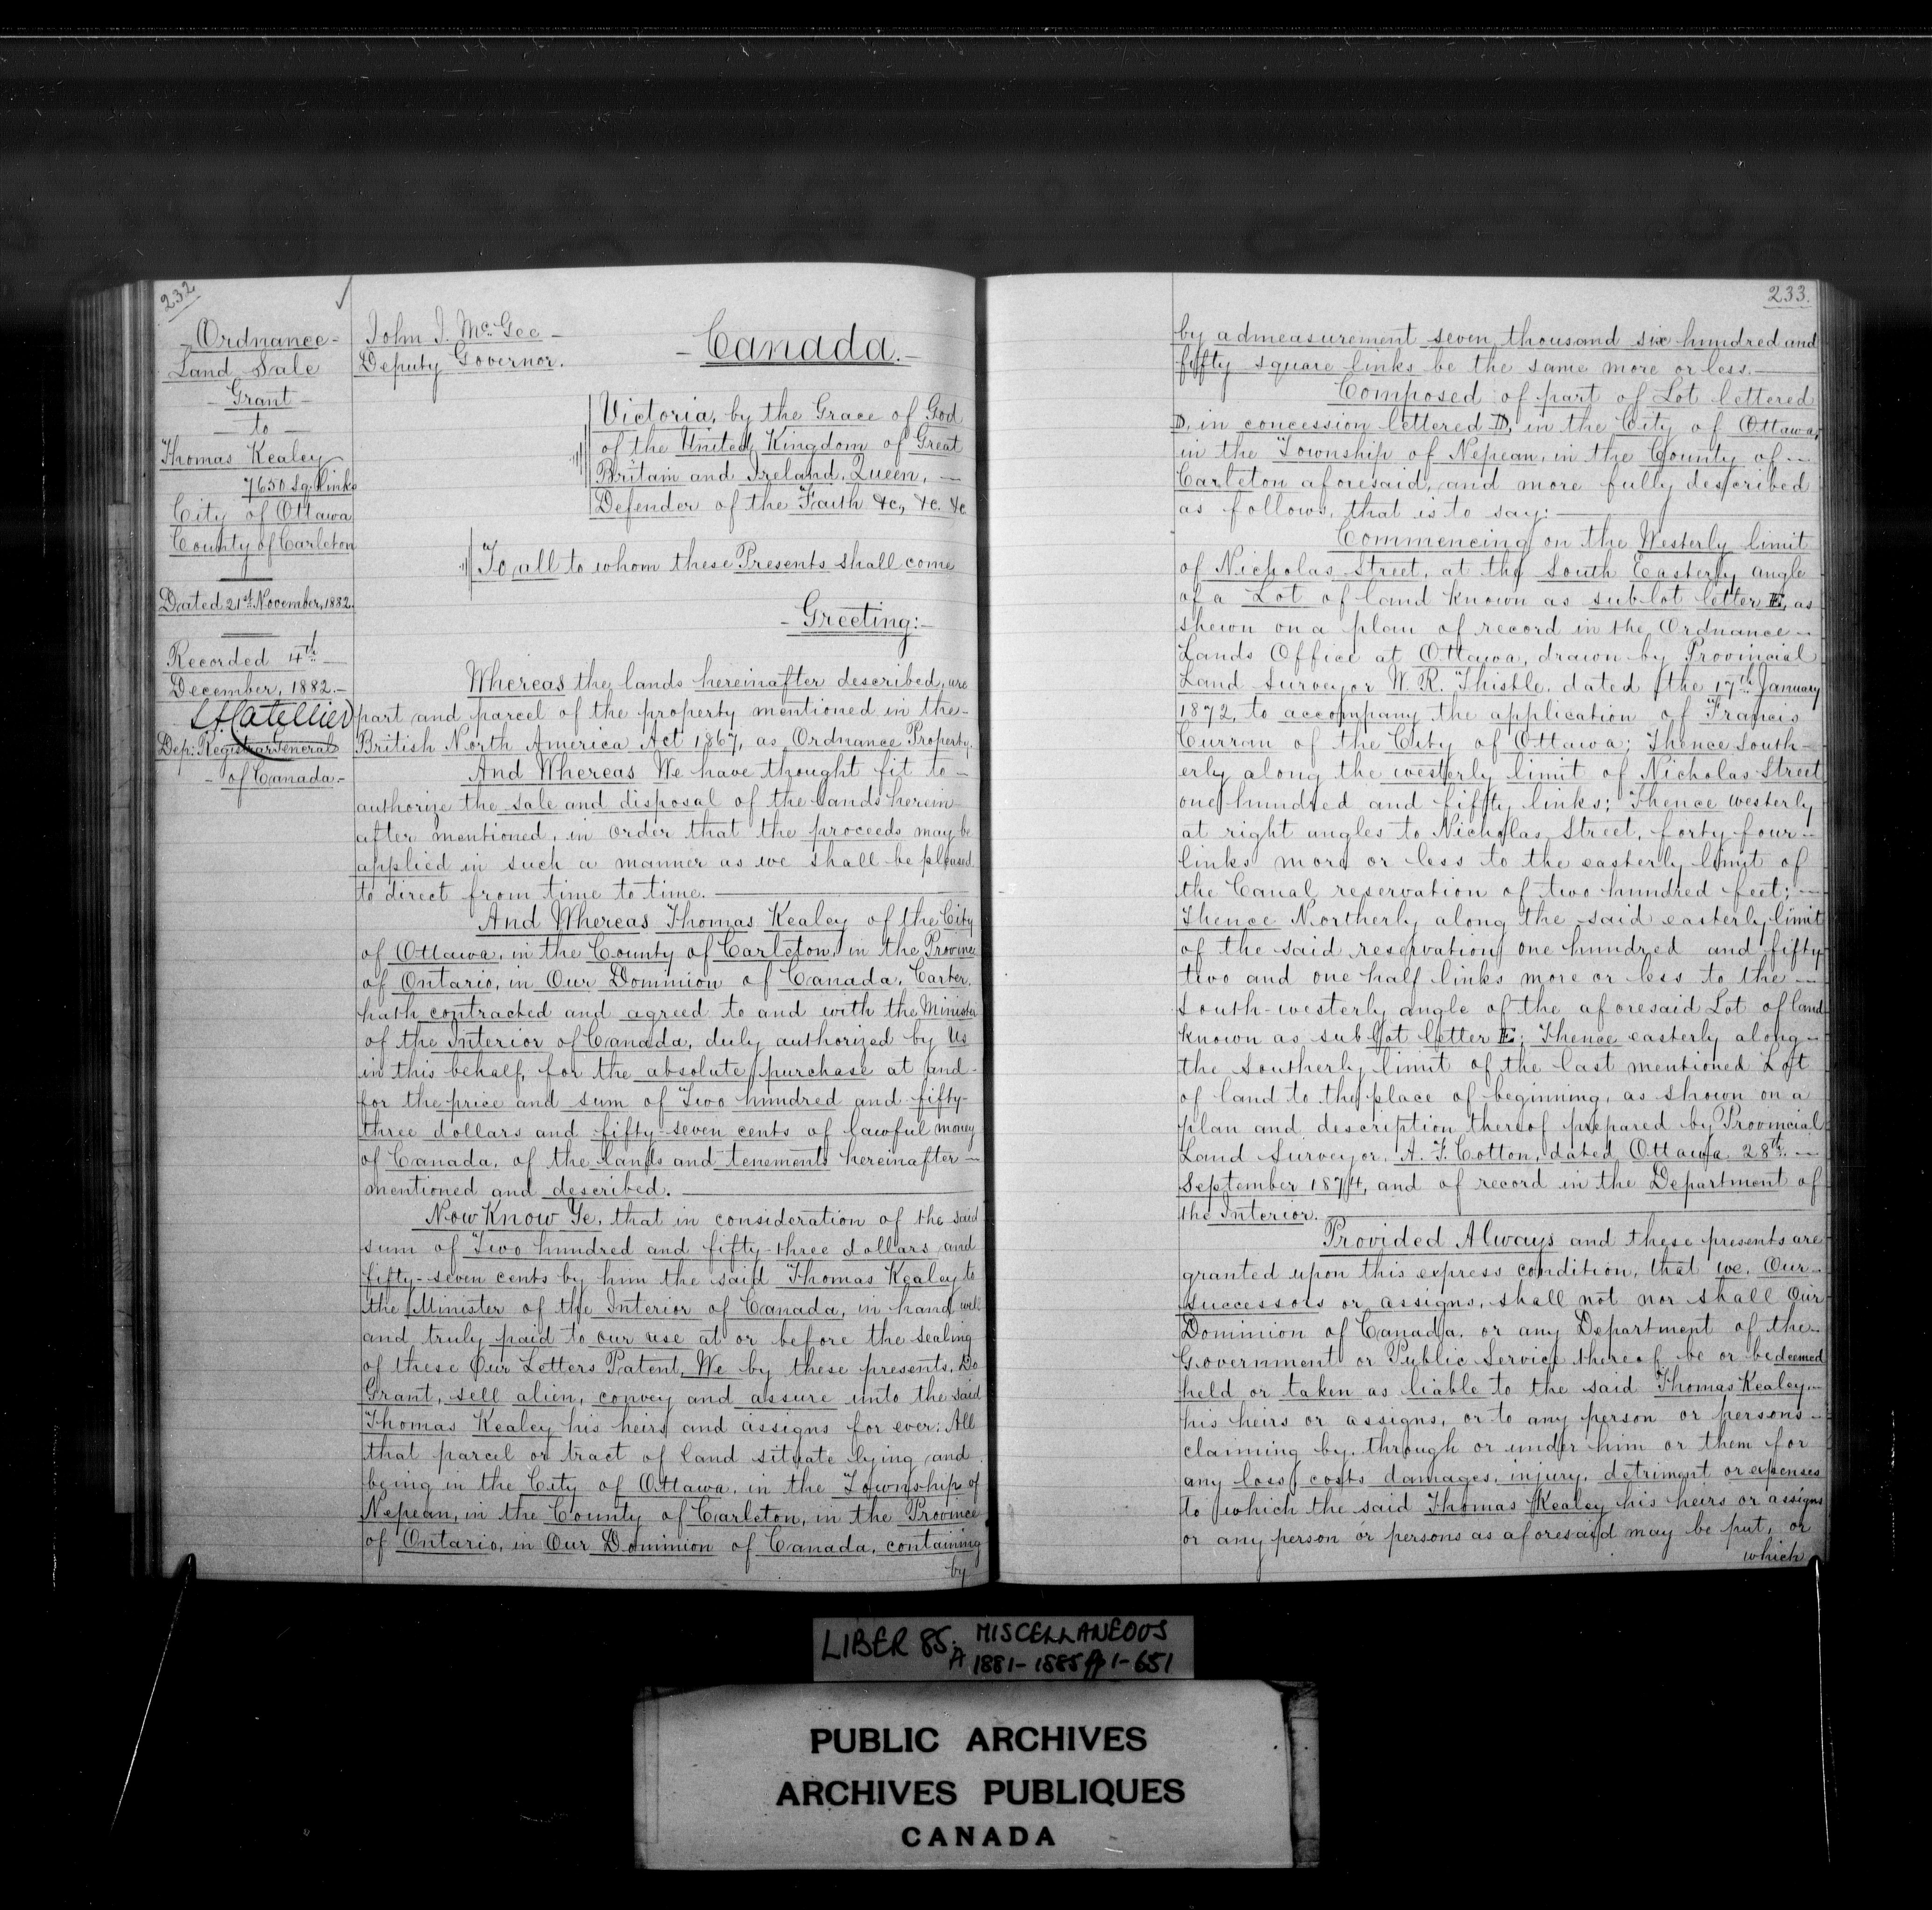 232
Ordnance-
Land Sale
- Grant -
- to -
Thomas Kealey
7650 sq. links
City of Ottawa
County of Carleton
Dated 21st November, 1882.
Recorded 4th
December, 1882.-
Dep: Registrar General
- of Canada.-
John J. McGee -
Deputy Governor.
- Canada.-
Victoria, by the Grace of God
of the United Kingdom of Great
Britain and Ireland, Queen, -
Defender of the Faith &c., &c. &c
To all to whom these Presents shall come
- Greeting:-
Whereas the lands hereinafter described, are
part and parcel of the property mentioned in the-
British North America Act 1867, as Ordnance Property.
And Whereas We have thought fit to -
authorize the sale and disposal of the lands herein
after mentioned, in order that the proceeds may be
applied in such a manner as we shall be pleased
to direct from time to time.
And Whereas Thomas Kealey of the City
of Ottawa, in the County of Carleton, in the Province
of Ontario, in Our Dominion of Canada, Carter,
hath contracted and agreed to and with the Minister
of the Interior of Canada, duly authorized by Us
in this behalf, for the absolute purchase at and-
for the price and sum of Two hundred and fifty-
three dollars and fifty-seven cents of lawful money
of Canada, of the lands and tenements hereinafter -
mentioned and described.
Now Know Ye, that in consideration of the said
sum of Two hundred and fifty-three dollars and
fifty-seven cents by him the said Thomas Kealey to
the Minister of the Interior of Canada, in hand well
and truly paid to our use at or before the sealing
of these Our Letters Patent, We by these presents, Do
Grant, sell alien, convey and assure unto the said
Thomas Kealey his heirs and assigns for ever: All
that parcel or tract of land situate lying and
being in the City of Ottawa, in the Township of
Nepean, in the County of Carleton, in the Province
of Ontario, in Our Dominion of Canada, containing
by
233.
by admeasurement seven thousand six hundred and
fifty square links be the same more or less.-
Composed of part of Lot lettered
D, in concession lettered D, in the City of Ottawa,
in the Township of Nepean, in the County of -
Carleton aforesaid, and more fully described
as follows, that is to say:
Commencing on the Westerly limit
of Nicholas Street, at the South Easterly angle
of a Lot of land known as sublot letter E, as
shewn on a plan of record in the Ordnance -
Lands Office at Ottawa, drawn by Provincial
Land Surveyor W. R. Thistle, dated the 17th January
1872, to accompany the application of Francis
Curran of the City of Ottawa; Thence South-
erly along the westerly limit of Nicholas Street
one hundred and fifty links; Thence westerly
at right angles to Nicholas Street, forty four -
links more or less to the easterly limit of
the Canal reservation of two hundred feet; -
Thence Northerly along the said easterly limit
of the said reservation one hundred and fifty
two and one half links more or less to the -
South-westerly angle of the aforesaid Lot of land
known as sub lot letter E; Thence easterly along -
the Southerly limit of the last mentioned Lot
of land to the place of beginning, as shown on a
plan and description thereof prepared by Provincial
Land Surveyor, A. F. Cotton, dated Ottawa 28th -
September 1874, and of record in the Department of
the Interior.
Provided Always and these presents are
granted upon this express condition, that we, Our -
Successors or assigns, shall not nor shall Our
Dominion of Canada, or any Department of the -
Government or Public Service thereof be or be deemed
held or taken as liable to the said Thomas Kealey -
his heirs or assigns, or to any person or persons -
claiming by, through or under him or them for
any loss, costs damages, injury, detriment or expenses
to which the said Thomas Kealey his heirs or assigns
or any person or persons as aforesaid may be put, or
which
LIBER 85. MISCELLANEOUS
A 1881-1885 pp 1-651
PUBLIC ARCHIVES
ARCHIVES PUBLIQUES
CANADA